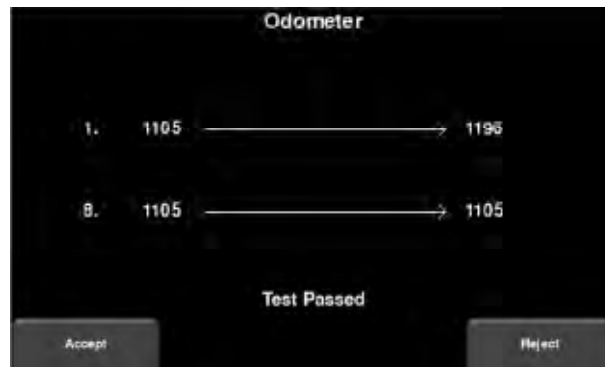 Odometer
1. 1105 1196
8. 1105 1105
Test Passed
Accept Reject